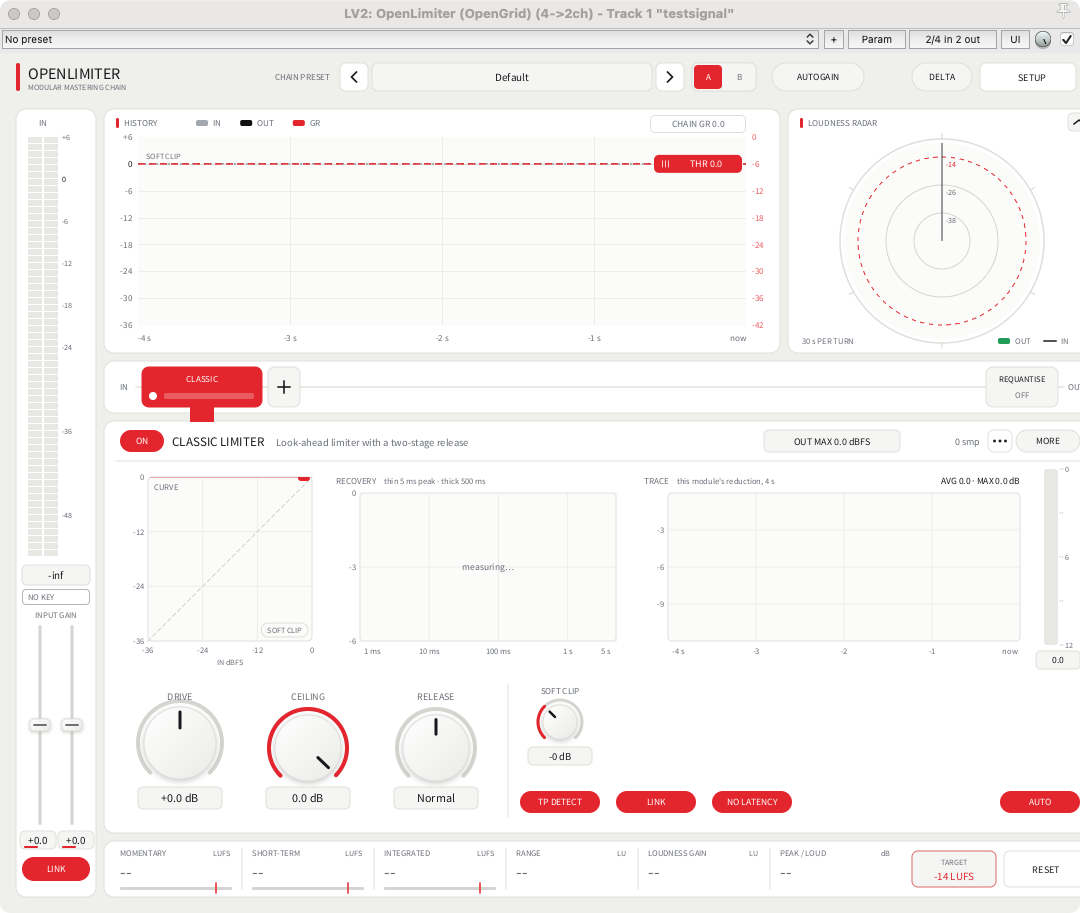 LV2: OpenLimiter (OpenGrid) (4->2ch) - Track 1 "testsignal"
No preset
+
Param
2/4 in 2 out
UI
OPENLIMITER
MODULAR MASTERING CHAIN
CHAIN PRESET
Default
A
B
AUTOGAIN
DELTA
SETUP
IN
+6
0
-6
-12
-18
-24
-36
-48
-inf
NO KEY
INPUT GAIN
+0.0
+0.0
LINK
HISTORY
IN
OUT
GR
CHAIN GR 0.0
+6
0
-6
-12
-18
-24
-30
-36
SOFT CLIP
THR 0.0
0
-6
-12
-18
-24
-30
-36
-42
-4 s
-3 s
-2 s
-1 s
now
LOUDNESS RADAR
-14
-26
-38
30 s PER TURN
OUT
IN
IN
CLASSIC
+
REQUANTISE
OFF
OU
ON
CLASSIC LIMITER
Look-ahead limiter with a two-stage release
OUT MAX 0.0 dBFS
0 smp
•••
MORE
0
-12
-24
-36
CURVE
SOFT CLIP
-36
-24
-12
0
IN dBFS
RECOVERY
thin 5 ms peak · thick 500 ms
0
-3
-6
measuring...
1 ms
10 ms
100 ms
1 s
5 s
TRACE
this module's reduction, 4 s
AVG 0.0 · MAX 0.0 dB
-3
-6
-9
-4 s
-3
-2
-1
now
0
6
12
0.0
DRIVE
+0.0 dB
CEILING
0.0 dB
RELEASE
Normal
SOFT CLIP
-0 dB
TP DETECT
LINK
NO LATENCY
AUTO
MOMENTARY
LUFS
--
SHORT-TERM
LUFS
--
INTEGRATED
LUFS
--
RANGE
LU
--
LOUDNESS GAIN
LU
--
PEAK / LOUD
dB
--
TARGET
-14 LUFS
RESET